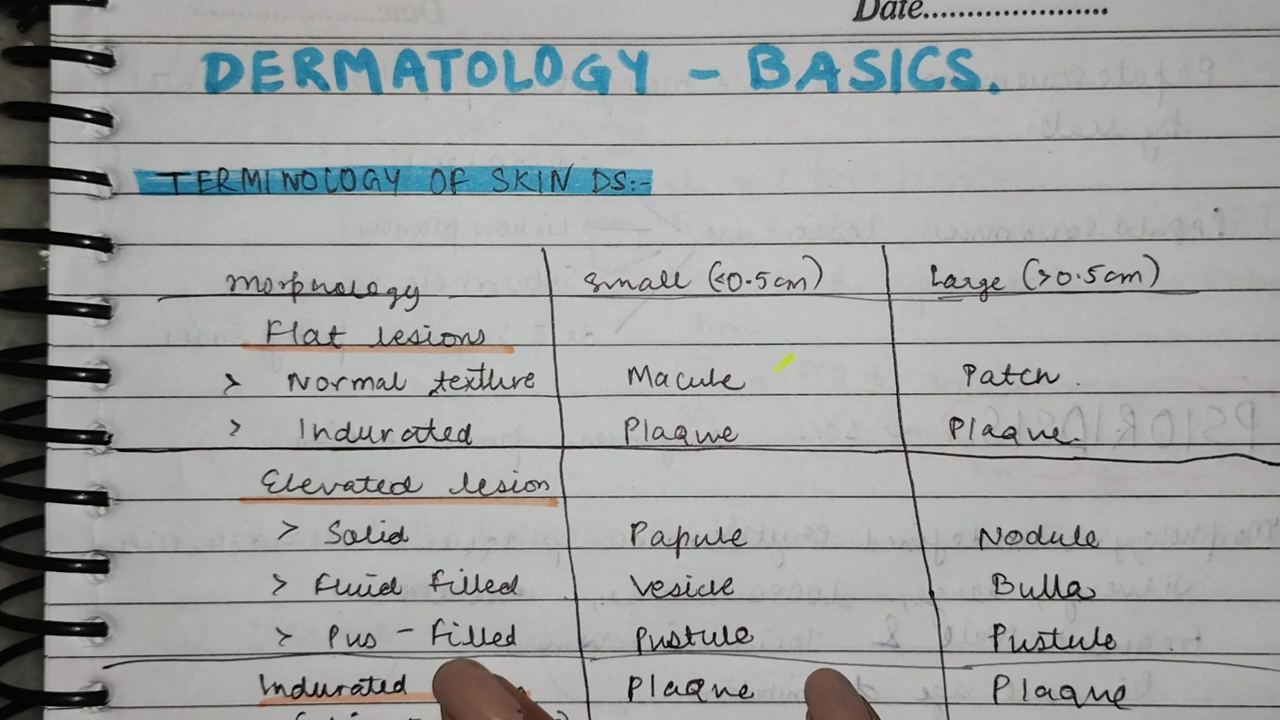 Date.....................
DERMATOLOGY - BASICS.
TERMINOLOGY OF SKIN DS:-
Morphology Small (<0.5cm) Large (>0.5cm)
Flat lesions
> Normal texture Macule Patch.
> Indurated Plaque Plaque.
Elevated lesion
> Solid Papule Nodule
> Fluid filled Vesicle Bulla
> Pus - filled Pustule Pustule
Indurated Plaque Plaque